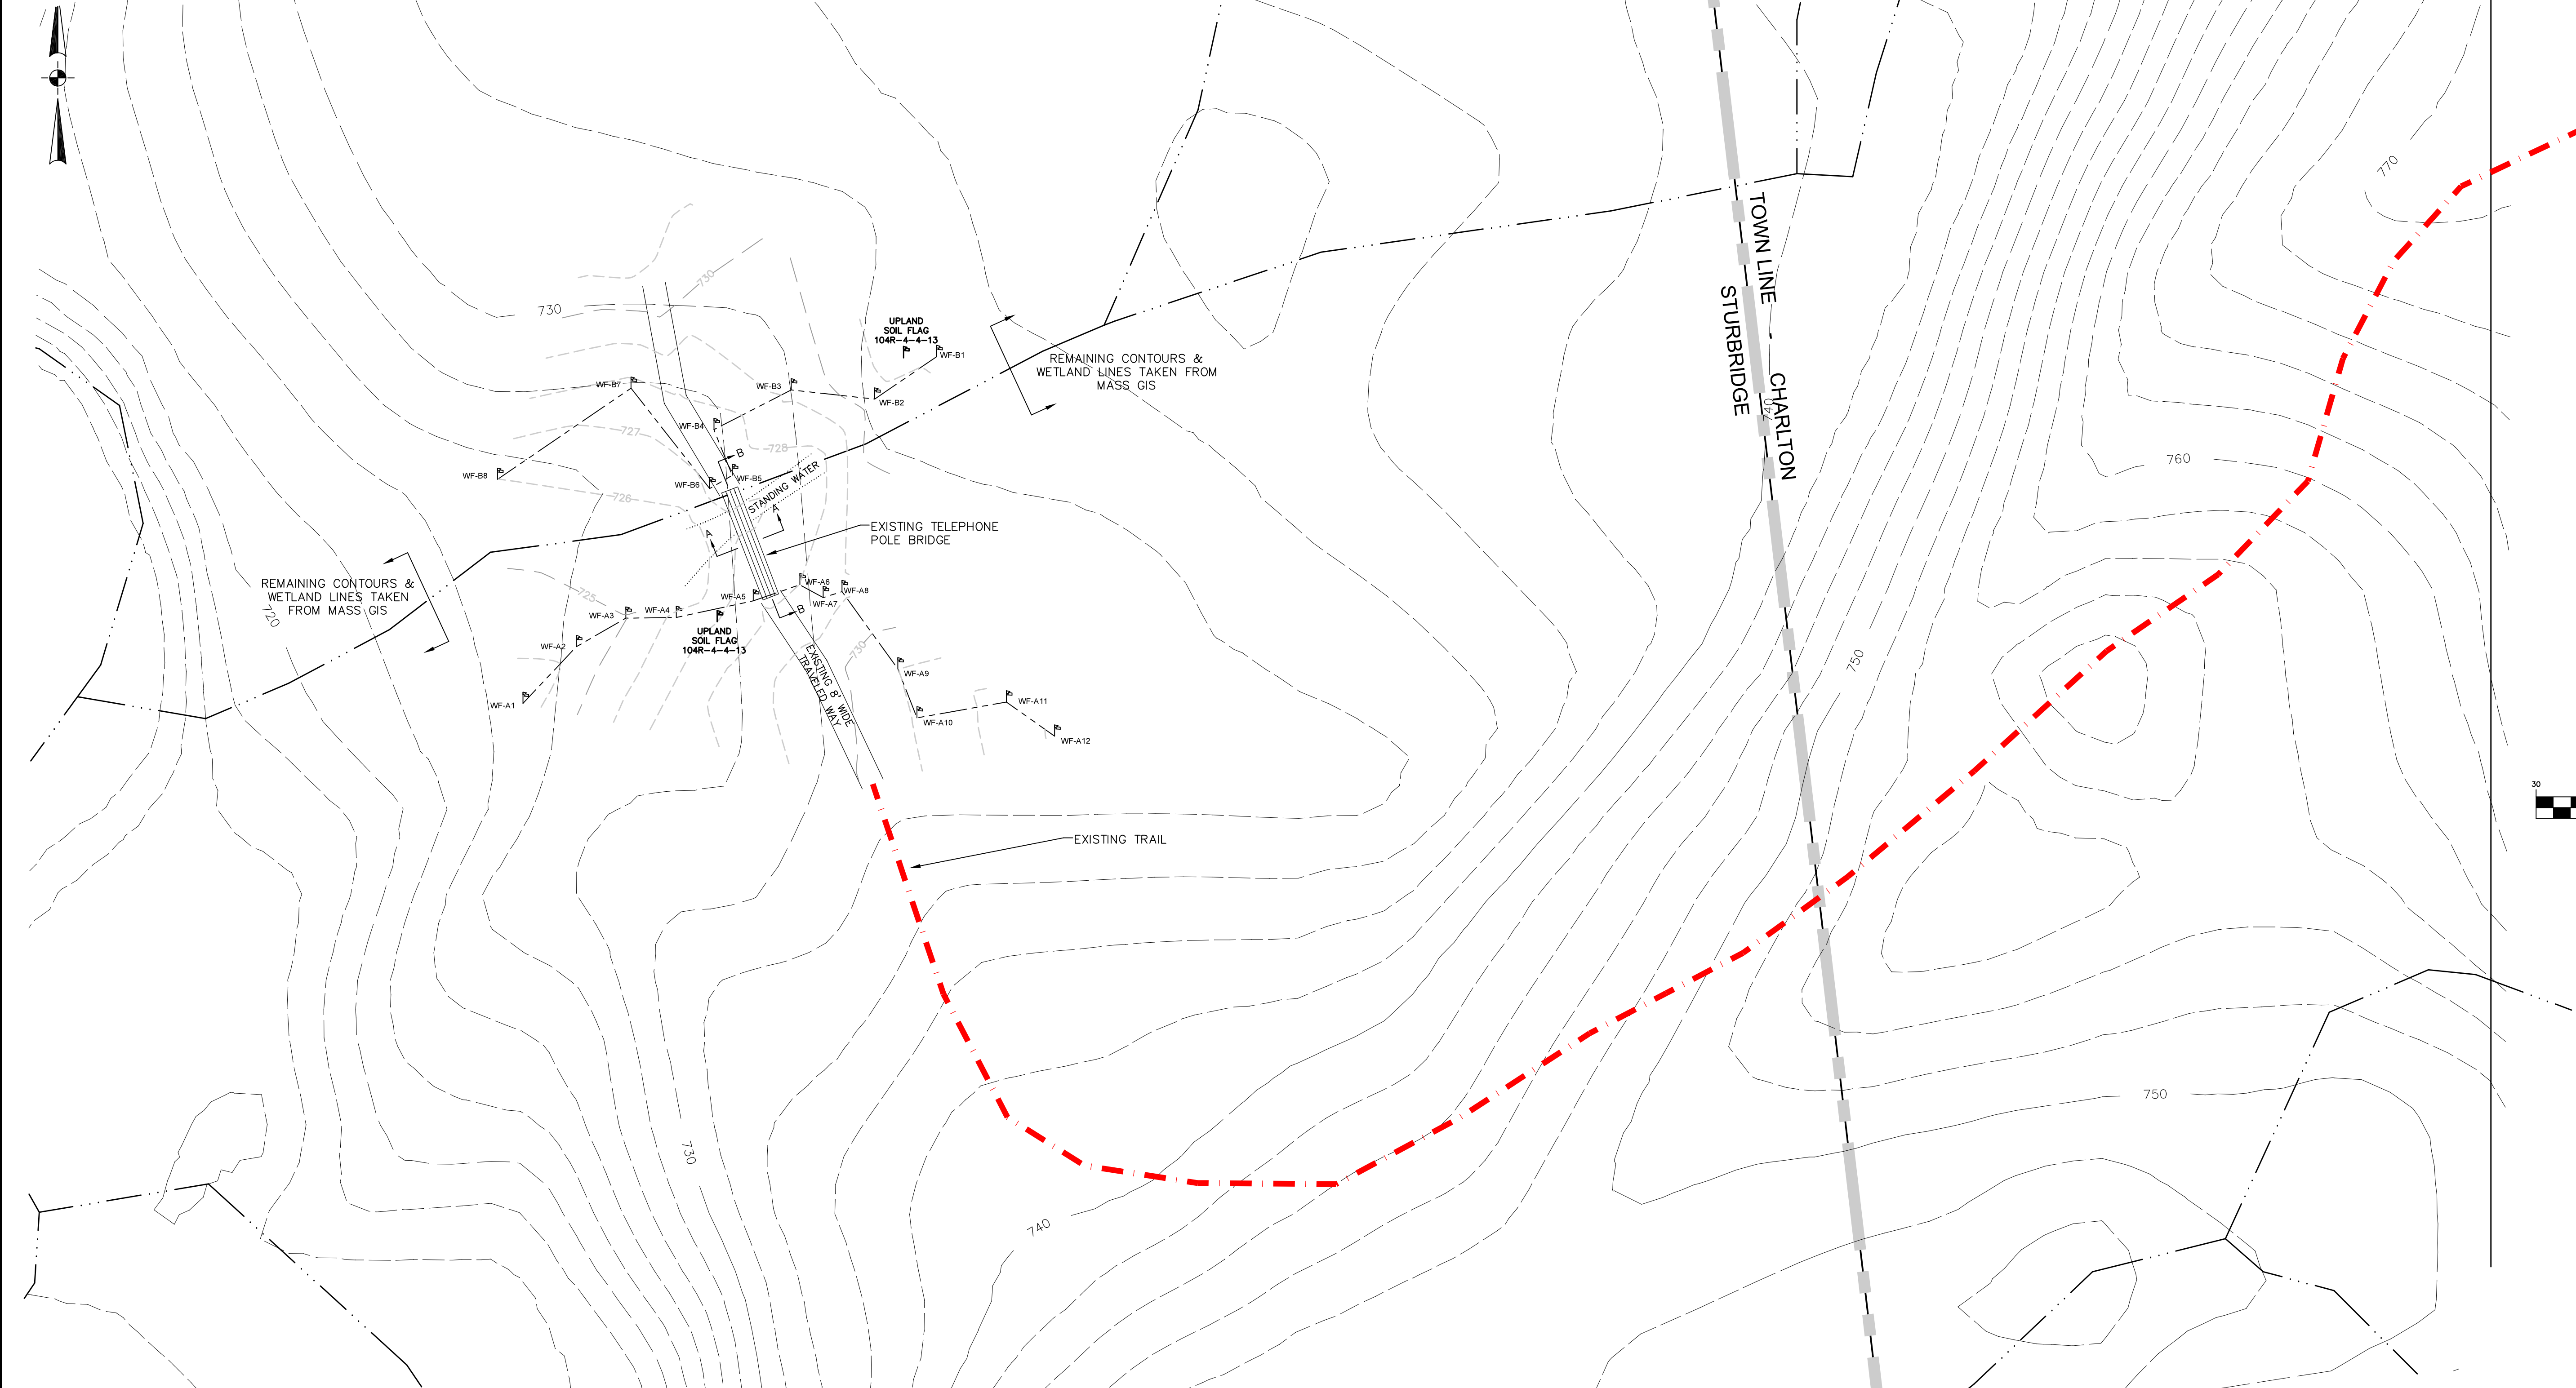 770
TOWN LINE
STURBRIDGE
CHARLTON
740
730
730
UPLAND
SOIL FLAG
104R-4-4-13
WF-B1
WF-B2
WF-B3
WF-B4
WF-B5
WF-B6
WF-B7
WF-B8
REMAINING CONTOURS &
WETLAND LINES TAKEN FROM
MASS GIS
727
728
726
725
B
STANDING WATER
A
A
B
EXISTING TELEPHONE
POLE BRIDGE
760
REMAINING CONTOURS &
WETLAND LINES TAKEN
FROM MASS GIS
720
WF-A1
WF-A2
WF-A3
WF-A4
WF-A5
WF-A6
WF-A7
WF-A8
WF-A9
WF-A10
WF-A11
WF-A12
UPLAND
SOIL FLAG
104R-4-4-13
730
EXISTING 8' WIDE
TRAVELED WAY
750
30
EXISTING TRAIL
750
730
740